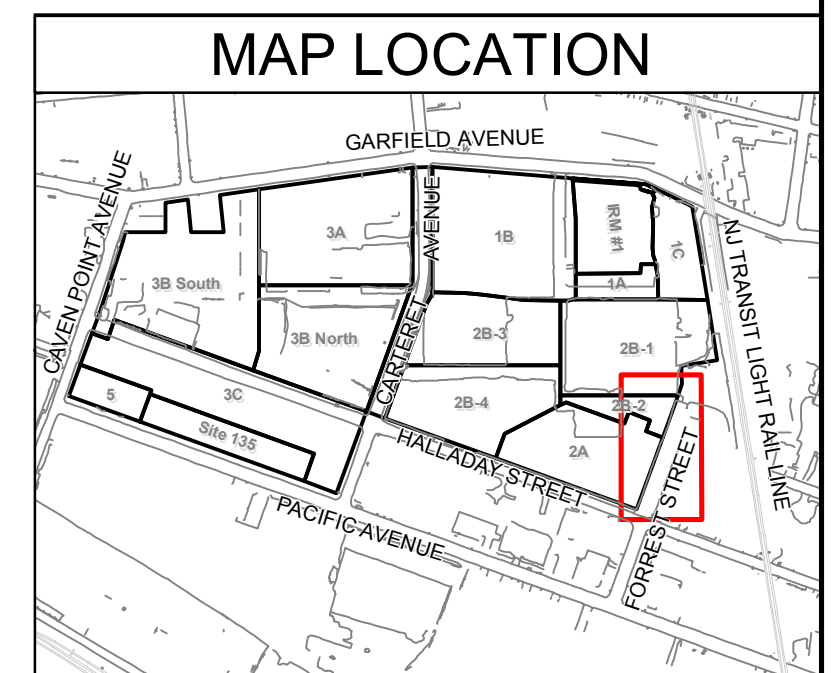 MAP LOCATION
GARFIELD AVENUE
CAVEN POINT AVENUE
AVENUE
CARTERET
NJ TRANSIT LIGHT RAIL LINE
3A
1B
IRM #1
1C
1A
3B South
3B North
2B-3
2B-1
3C
5
Site 135
2B-4
2B-2
2A
HALLADAY STREET
PACIFIC AVENUE
FORREST STREET